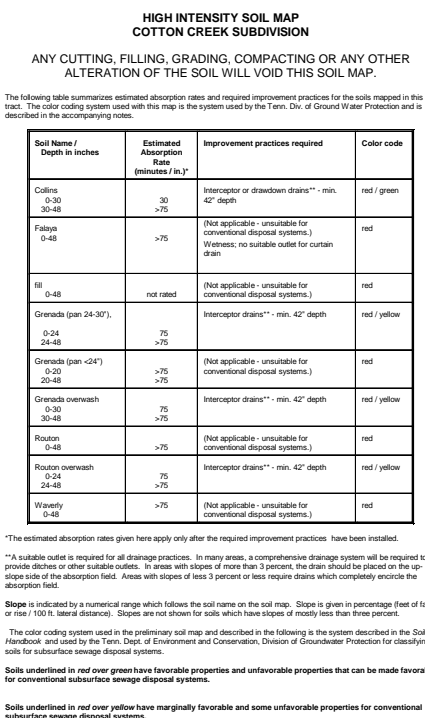 HIGH INTENSITY SOIL MAP
COTTON CREEK SUBDIVISION
ANY CUTTING, FILLING, GRADING, COMPACTING OR ANY OTHER
ALTERATION OF THE SOIL WILL VOID THIS SOIL MAP.
The following table summarizes estimated absorption rates and required improvement practices for the soils mapped in this
tract. The color coding system used with this map is the system used by the Tenn. Div. of Ground Water Protection and is
described in the accompanying notes.
Soil Name / Depth in inches | Estimated Absorption Rate (minutes / in.)* | Improvement practices required | Color code
Collins | Interceptor or drawdown drains** - min. | red / green
0-30 | 30 | 42" depth
30-48 | >75
Falaya | (Not applicable - unsuitable for | red
0-48 | >75 | conventional disposal systems.)
Wetness; no suitable outlet for curtain
drain
fill | (Not applicable - unsuitable for | red
0-48 | not rated | conventional disposal systems.)
Grenada (pan 24-30"), | Interceptor drains** - min. 42" depth | red / yellow
0-24 | 75
24-48 | >75
Grenada (pan <24") | (Not applicable - unsuitable for | red
0-20 | >75 | conventional disposal systems.)
20-48 | >75
Grenada overwash | Interceptor drains** - min. 42" depth | red / yellow
0-30 | 75
30-48 | >75
Routon | (Not applicable - unsuitable for | red
0-48 | >75 | conventional disposal systems.)
Routon overwash | Interceptor drains** - min. 42" depth | red / yellow
0-24 | 75
24-48 | >75
Waverly | >75 | (Not applicable - unsuitable for | red
0-48 | conventional disposal systems.)
*The estimated absorption rates given here apply only after the required improvement practices have been installed.
**A suitable outlet is required for all drainage practices. In many areas, a comprehensive drainage system will be required to
provide ditches or other suitable outlets. In areas with slopes of more than 3 percent, the drain should be placed on the up-
slope side of the absorption field. Areas with slopes of less 3 percent or less require drains which completely encircle the
absorption field.
Slope is indicated by a numerical range which follows the soil name on the soil map. Slope is given in percentage (feet of fa
or rise / 100 ft. lateral distance). Slopes are not shown for soils which have slopes of mostly less than three percent.
The color coding system used in the preliminary soil map and described in the following is the system described in the Soil
Handbook and used by the Tenn. Dept. of Environment and Conservation, Division of Groundwater Protection for classifyin
soils for subsurface sewage disposal systems.
Soils underlined in red over green have favorable properties and unfavorable properties that can be made favora
for conventional subsurface sewage disposal systems.
Soils underlined in red over yellow have marginally favorable and some unfavorable properties for conventional
subsurface sewage disposal systems.